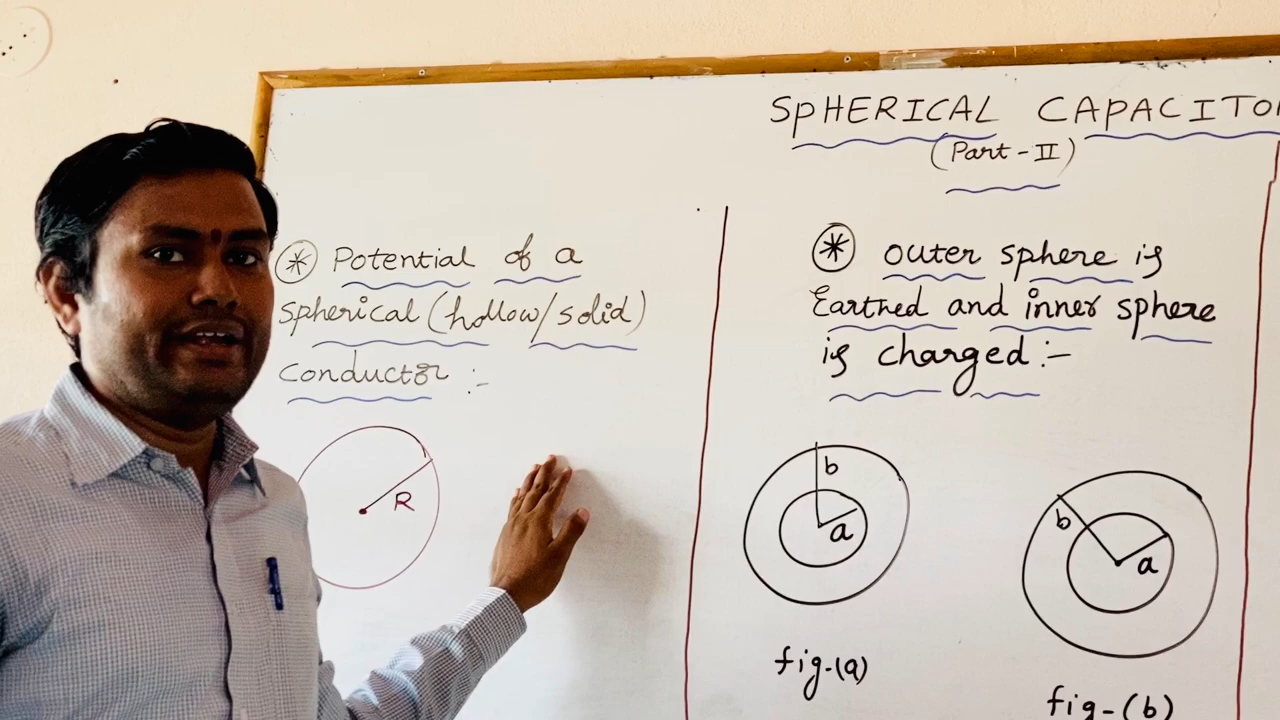 SPHERICAL CAPACITO
(Part-II)
* Potential of a
Spherical (hollow/solid)
conductor :-
R
* outer sphere is
Earthed and inner sphere
is charged :-
b
a
fig-(a)
b
a
fig-(b)